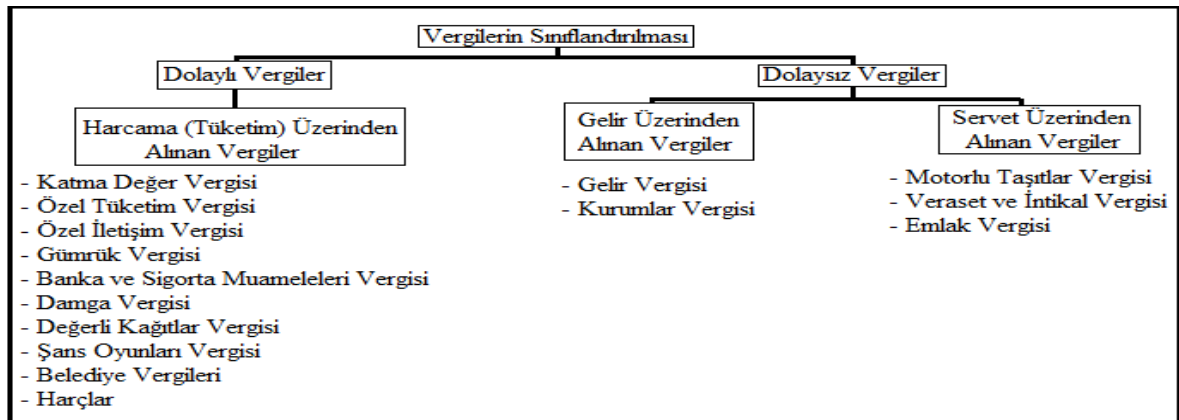 Vergilerin Sınıflandırılması
Dolaylı Vergiler
Dolaysız Vergiler
Harcama (Tüketim) Üzerinden
Alınan Vergiler
Gelir Üzerinden
Alınan Vergiler
Servet Üzerinden
Alınan Vergiler
- Katma Değer Vergisi
- Özel Tüketim Vergisi
- Özel İletişim Vergisi
- Gümrük Vergisi
- Banka ve Sigorta Muameleleri Vergisi
- Damga Vergisi
- Değerli Kağıtlar Vergisi
- Şans Oyunları Vergisi
- Belediye Vergileri
- Harçlar
- Gelir Vergisi
- Kurumlar Vergisi
- Motorlu Taşıtlar Vergisi
- Veraset ve İntikal Vergisi
- Emlak Vergisi